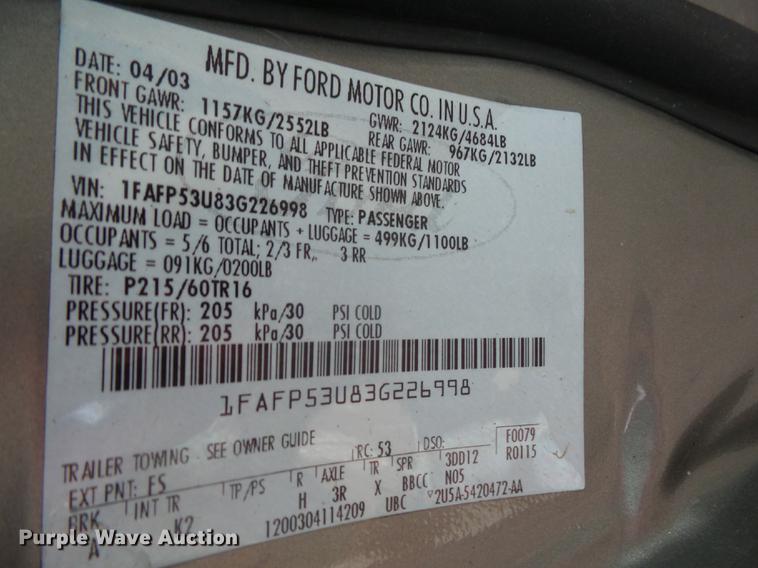 MFD. BY FORD MOTOR CO. IN U.S.A.
DATE: 04/03 GVWR: 2124KG/4684LB
FRONT GAWR: 1157KG/2552LB REAR GAWR: 967KG/2132LB
THIS VEHICLE CONFORMS TO ALL APPLICABLE FEDERAL MOTOR
VEHICLE SAFETY, BUMPER, AND THEFT PREVENTION STANDARDS
IN EFFECT ON THE DATE OF MANUFACTURE SHOWN ABOVE.
VIN: 1FAFP53U83G226998 TYPE: PASSENGER
MAXIMUM LOAD = OCCUPANTS + LUGGAGE = 499KG/1100LB
OCCUPANTS = 5/6 TOTAL; 2/3 FR., 3 RR
LUGGAGE = 091KG/0200LB
TIRE: P215/60TR16
PRESSURE(FR): 205 kPa/30 PSI COLD
PRESSURE(RR): 205 kPa/30 PSI COLD
1FAFP53U83G226998
TRAILER TOWING - SEE OWNER GUIDE
EXT PNT: FS RC: 53 DSO: F0079
BRK INT TR TP/PS R AXLE TR SPR 3DD12 R0115
A K2 H 3R X BBCC N05
1200304114209 UBC ▽2U5A-5420472-AA
Purple Wave Auction